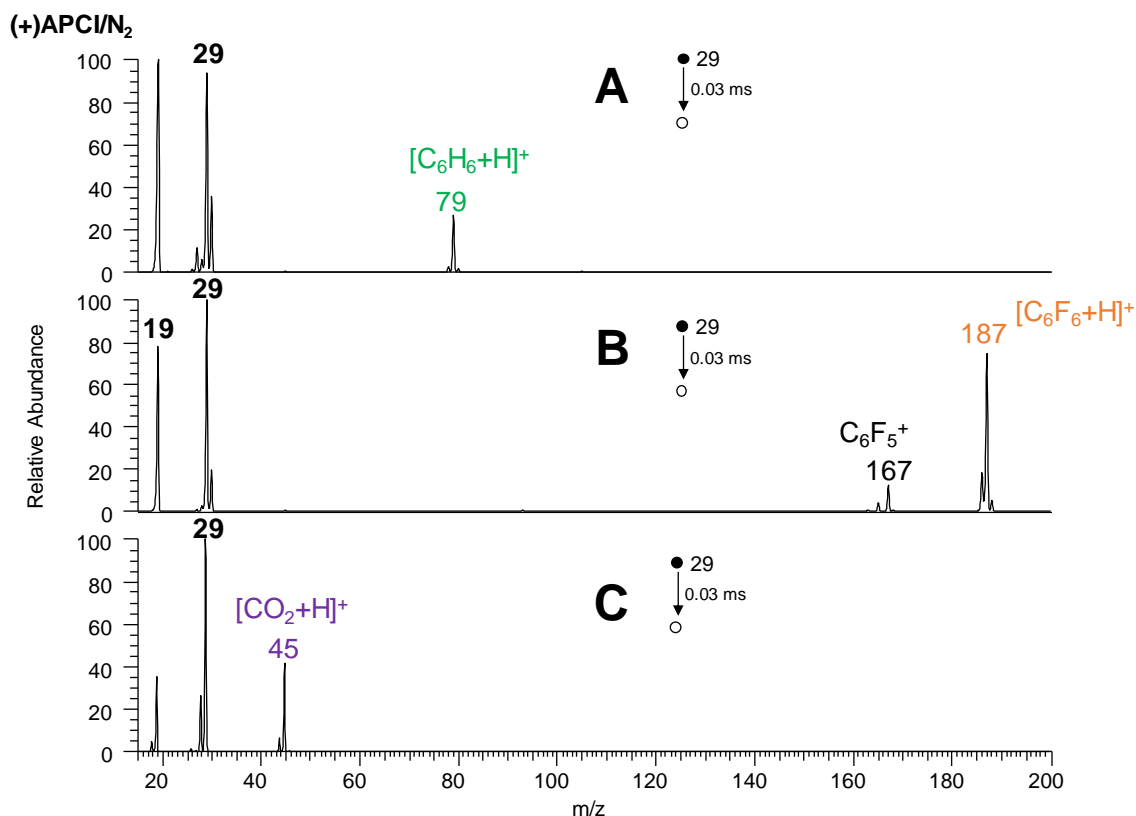 (+)APCI/N₂
Relative Abundance
100
80
60
40
20
0
29
[C₆H₆+H]⁺
79
A
29
0.03 ms
100
80
60
40
20
0
19
29
B
29
0.03 ms
C₆F₅⁺
167
187
[C₆F₆+H]⁺
100
80
60
40
20
0
29
[CO₂+H]⁺
45
C
29
0.03 ms
20 40 60 80 100 120 140 160 180 200
m/z